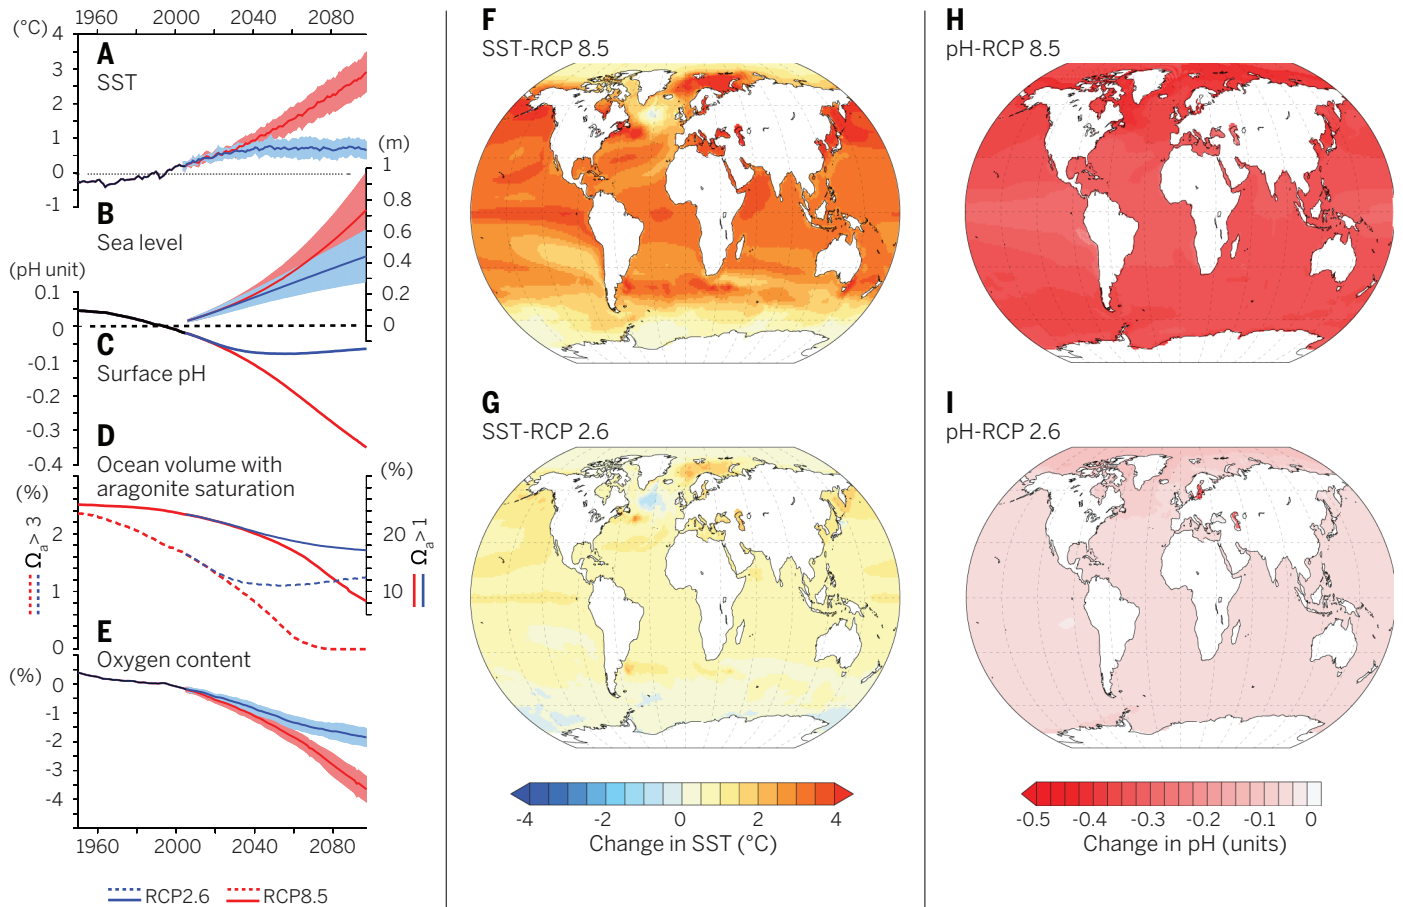 1960 2000 2040 2080
(°C)
4
3
2
1
0
-1
A
SST
(m)
1
0.8
0.6
0.4
0.2
0
B
Sea level
(pH unit)
0.1
0
-0.1
-0.2
-0.3
-0.4
C
Surface pH
D
Ocean volume with
aragonite saturation
(%)
2
1
0
Ωa> 3
(%)
20
10
Ωa> 1
E
Oxygen content
(%)
0
-1
-2
-3
-4
1960 2000 2040 2080
RCP2.6 RCP8.5
F
SST-RCP 8.5
G
SST-RCP 2.6
-4 -2 0 2 4
Change in SST (°C)
H
pH-RCP 8.5
I
pH-RCP 2.6
-0.5 -0.4 -0.3 -0.2 -0.1 0
Change in pH (units)